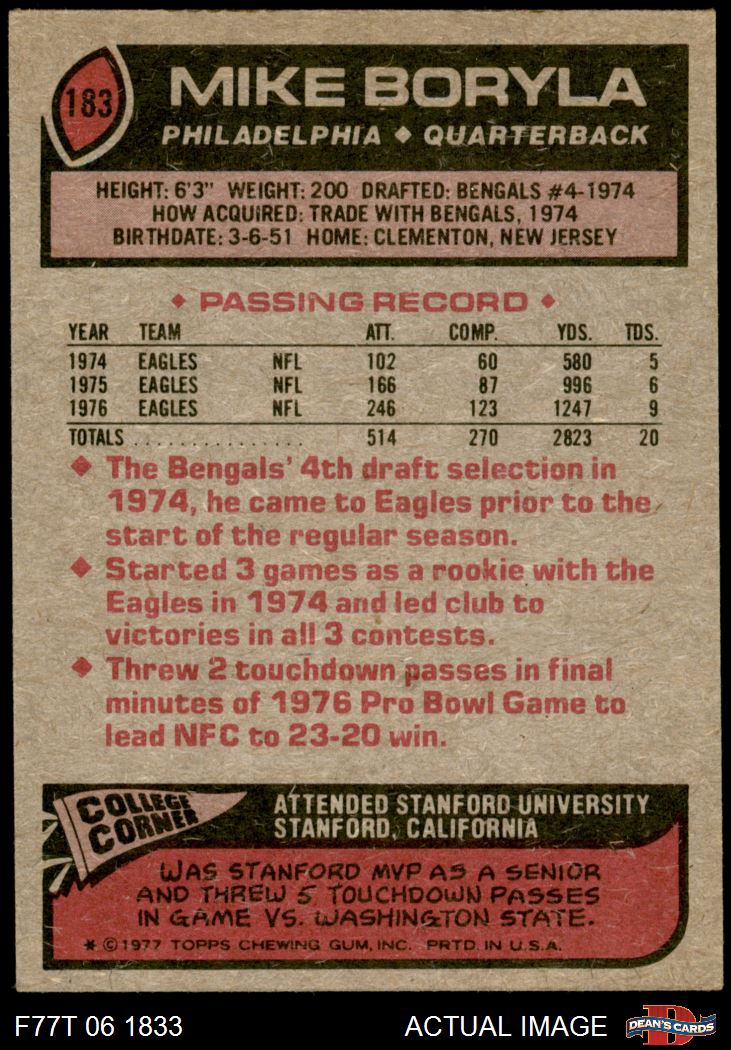 183
MIKE BORYLA
PHILADELPHIA ♦ QUARTERBACK
HEIGHT: 6'3" WEIGHT: 200 DRAFTED: BENGALS #4-1974
HOW ACQUIRED: TRADE WITH BENGALS, 1974
BIRTHDATE: 3-6-51 HOME: CLEMENTON, NEW JERSEY
♦ PASSING RECORD ♦
YEAR TEAM ATT. COMP. YDS. TDS.
1974 EAGLES NFL 102 60 580 5
1975 EAGLES NFL 166 87 996 6
1976 EAGLES NFL 246 123 1247 9
TOTALS ................ 514 270 2823 20
♦ The Bengals' 4th draft selection in
1974, he came to Eagles prior to the
start of the regular season.
♦ Started 3 games as a rookie with the
Eagles in 1974 and led club to
victories in all 3 contests.
♦ Threw 2 touchdown passes in final
minutes of 1976 Pro Bowl Game to
lead NFC to 23-20 win.
COLLEGE
CORNER
ATTENDED STANFORD UNIVERSITY
STANFORD, CALIFORNIA
WAS STANFORD MVP AS A SENIOR
AND THREW 5 TOUCHDOWN PASSES
IN GAME VS. WASHINGTON STATE.
* © 1977 TOPPS CHEWING GUM, INC. PRTD. IN U.S.A.
F77T 06 1833 ACTUAL IMAGE
D
DEAN'S CARDS